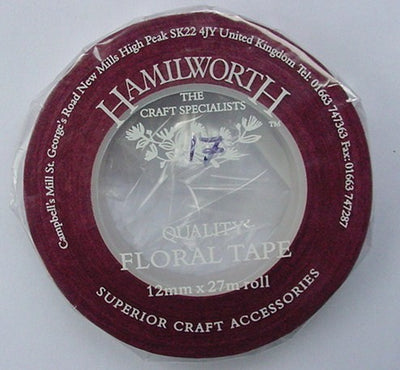 Campbell's Mill St. George's Road New Mills High Peak SK22 4JY United Kingdom Tel: 01663 747363 Fax: 01663 747287
HAMILWORTH
THE
CRAFT SPECIALISTS
™
17
QUALITY
FLORAL TAPE
12mm x 27m roll
SUPERIOR CRAFT ACCESSORIES